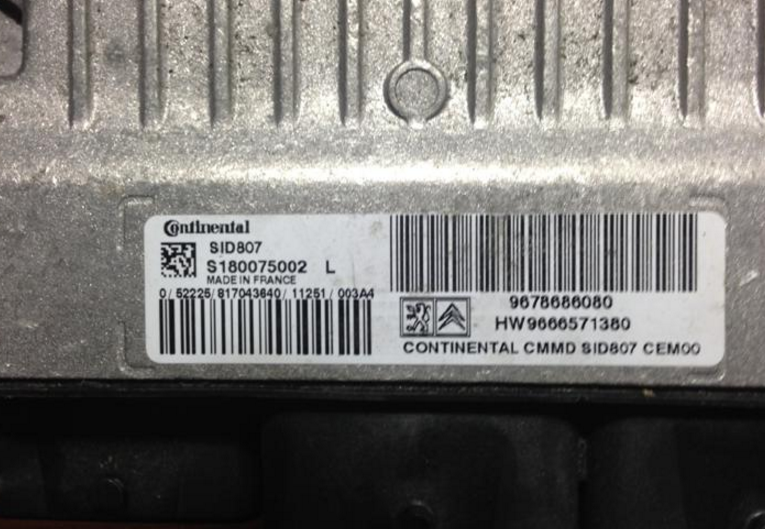 Continental
SID807
S180075002 L
MADE IN FRANCE
0/ 52225/ 817043640/ 11251/ 003A4
9678686080
HW9666571380
CONTINENTAL CMMD SID807 CEM00